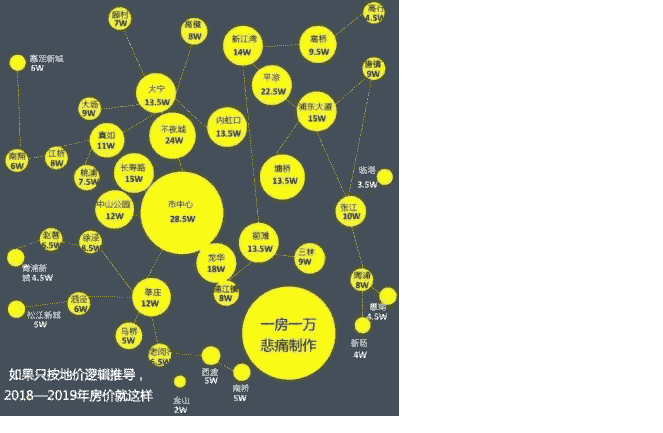 顾村
7W
高境
8W
新江湾
14W
高桥
9.5W
高行
4.5W
嘉定新城
6W
大宁
13.5W
平凉
22.5W
唐镇
9W
大场
9W
不夜城
24W
内虹口
13.5W
浦东大道
15W
真如
11W
南翔
6W
江桥
8W
桃浦
7.5W
长寿路
15W
塘桥
13.5W
临港
3.5W
中山公园
12W
市中心
28.5W
张江
10W
赵巷
6.5W
徐泾
8.5W
前滩
13.5W
三林
9W
青浦新
城4.5W
龙华
18W
周浦
8W
浦江镇
8W
惠南
4.5W
松江新城
5W
泗泾
6W
莘庄
12W
马桥
5W
新场
4W
一房一万
悲痛制作
西渡
5W
南桥
5W
金山
2W
如果只按地价逻辑推导，
2018—2019年房价就这样